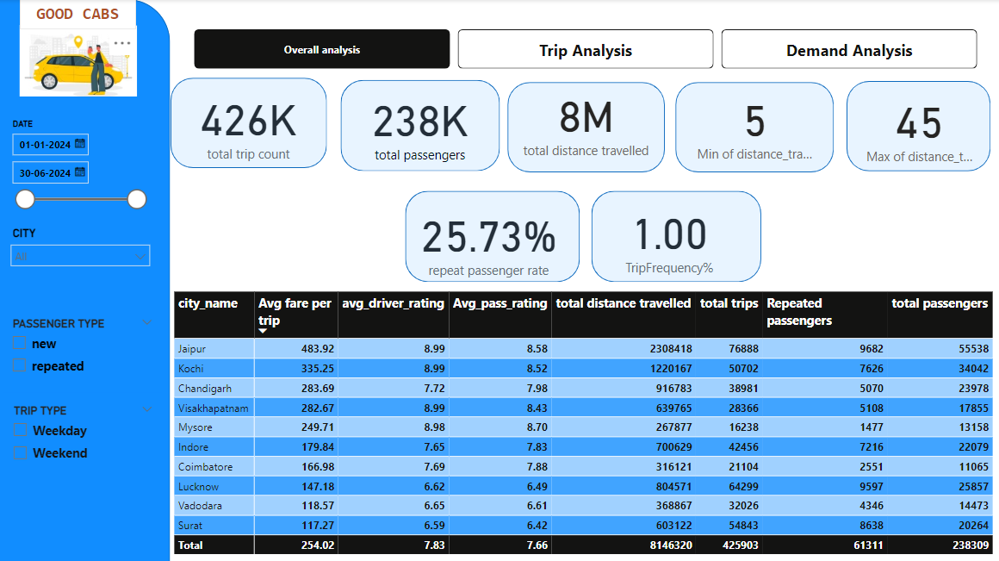 GOOD CABS
Overall analysis
Trip Analysis
Demand Analysis
426K
total trip count
238K
total passengers
8M
total distance travelled
5
Min of distance_tra...
45
Max of distance_t...
DATE
01-01-2024
30-06-2024
CITY
All
25.73%
repeat passenger rate
1.00
TripFrequency%
PASSENGER TYPE
new
repeated
TRIP TYPE
Weekday
Weekend
city_name Avg fare per trip avg_driver_rating Avg_pass_rating total distance travelled total trips Repeated passengers total passengers
Jaipur 483.92 8.99 8.58 2308418 76888 9682 55538
Kochi 335.25 8.99 8.52 1220167 50702 7626 34042
Chandigarh 283.69 7.72 7.98 916783 38981 5070 23978
Visakhapatnam 282.67 8.99 8.43 639765 28366 5108 17855
Mysore 249.71 8.98 8.70 267877 16238 1477 13158
Indore 179.84 7.65 7.83 700629 42456 7216 22079
Coimbatore 166.98 7.69 7.88 316121 21104 2551 11065
Lucknow 147.18 6.62 6.49 804571 64299 9597 25857
Vadodara 118.57 6.65 6.61 368867 32026 4346 14473
Surat 117.27 6.59 6.42 603122 54843 8638 20264
Total 254.02 7.83 7.66 8146320 425903 61311 238309